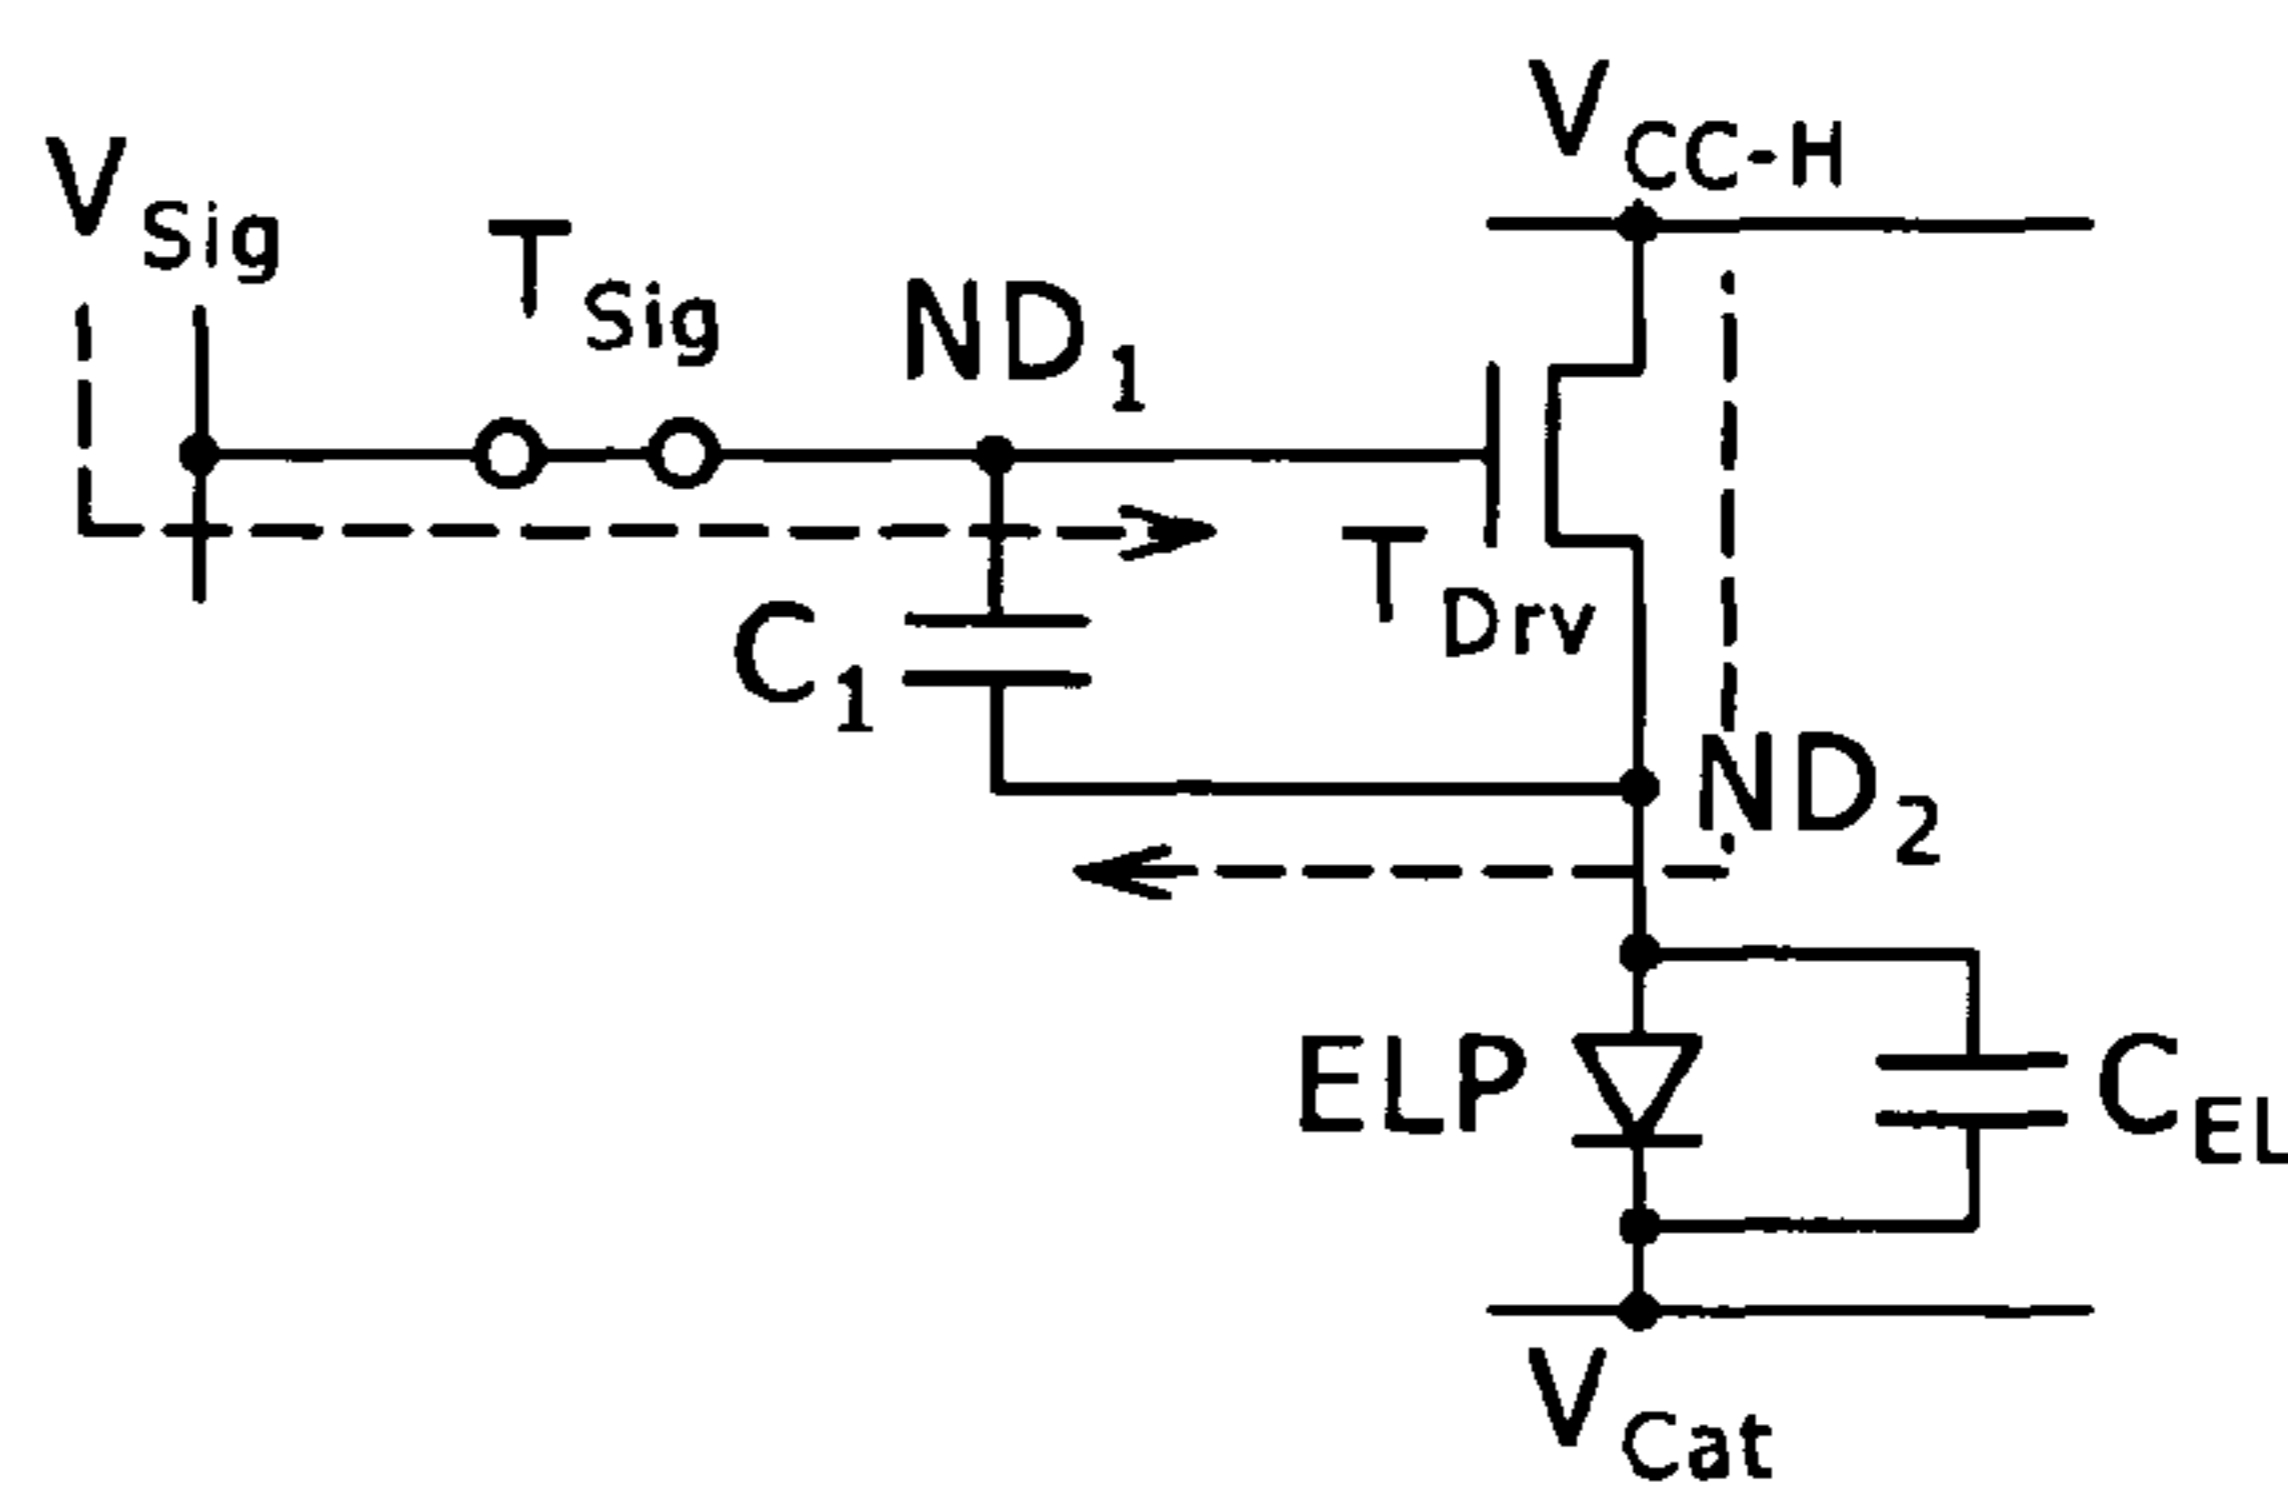 V_CC-H
V_Sig
T_Sig
ND_1
T_Drv
C_1
ND_2
ELP
C_EL
V_Cat